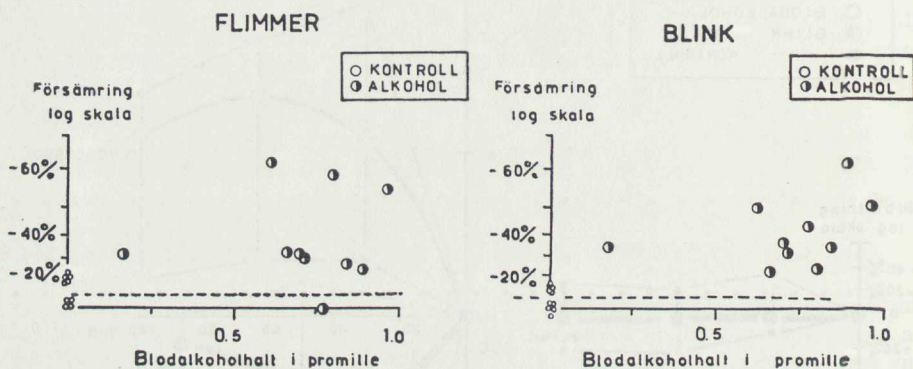 FLIMMER
KONTROLL
ALKOHOL
Försämring
log skala
-60%
-40%
-20%
0.5
1.0
Blodalkoholhalt i promille
BLINK
KONTROLL
ALKOHOL
Försämring
log skala
-60%
-40%
-20%
0.5
1.0
Blodalkoholhalt i promille